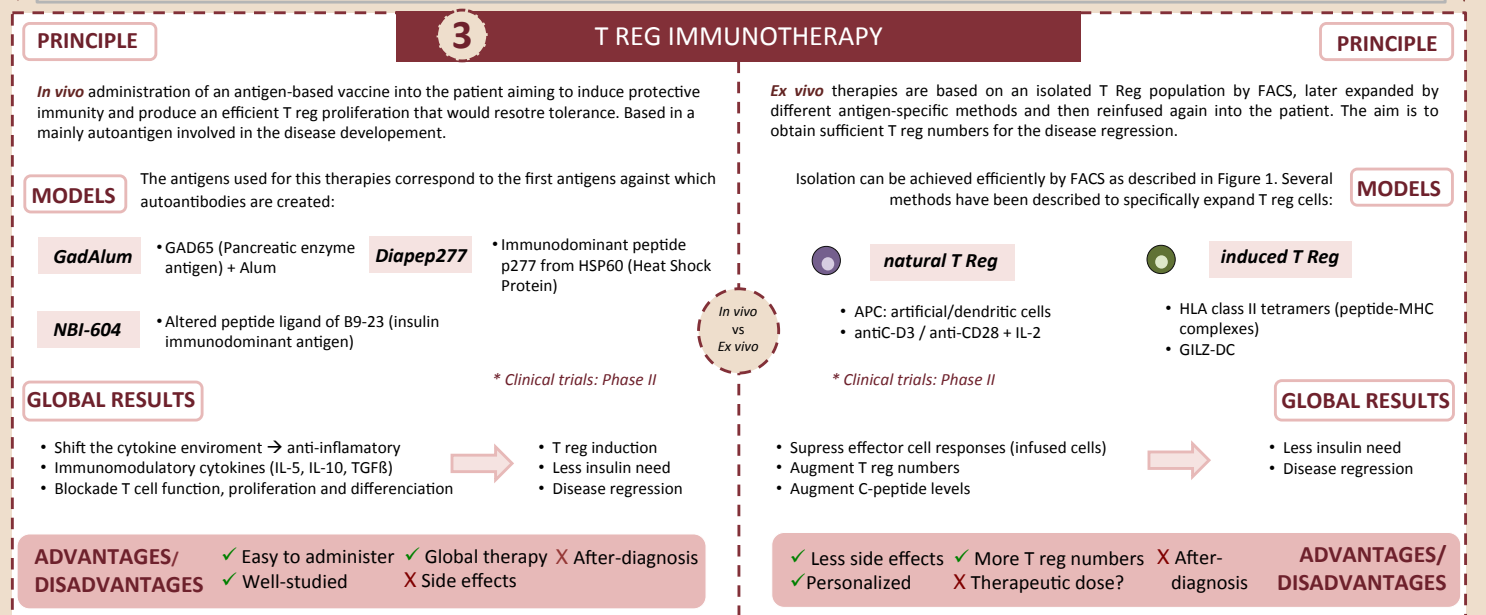 3
T REG IMMUNOTHERAPY
PRINCIPLE
In vivo administration of an antigen-based vaccine into the patient aiming to induce protective
immunity and produce an efficient T reg proliferation that would resotre tolerance. Based in a
mainly autoantigen involved in the disease developement.
MODELS
The antigens used for this therapies correspond to the first antigens against which
autoantibodies are created:
GadAlum
• GAD65 (Pancreatic enzyme
antigen) + Alum
Diapep277
• Immunodominant peptide
p277 from HSP60 (Heat Shock
Protein)
NBI-604
• Altered peptide ligand of B9-23 (insulin
immunodominant antigen)
* Clinical trials: Phase II
GLOBAL RESULTS
• Shift the cytokine enviroment → anti-inflamatory
• Immunomodulatory cytokines (IL-5, IL-10, TGFß)
• Blockade T cell function, proliferation and differenciation
• T reg induction
• Less insulin need
• Disease regression
ADVANTAGES/
DISADVANTAGES
✓ Easy to administer ✓ Global therapy X After-diagnosis
✓ Well-studied X Side effects
In vivo
vs
Ex vivo
PRINCIPLE
Ex vivo therapies are based on an isolated T Reg population by FACS, later expanded by
different antigen-specific methods and then reinfused again into the patient. The aim is to
obtain sufficient T reg numbers for the disease regression.
Isolation can be achieved efficiently by FACS as described in Figure 1. Several
methods have been described to specifically expand T reg cells:
MODELS
natural T Reg
• APC: artificial/dendritic cells
• antiC-D3 / anti-CD28 + IL-2
induced T Reg
• HLA class II tetramers (peptide-MHC
complexes)
• GILZ-DC
* Clinical trials: Phase II
GLOBAL RESULTS
• Supress effector cell responses (infused cells)
• Augment T reg numbers
• Augment C-peptide levels
• Less insulin need
• Disease regression
✓ Less side effects ✓ More T reg numbers X After-
✓Personalized X Therapeutic dose? diagnosis
ADVANTAGES/
DISADVANTAGES